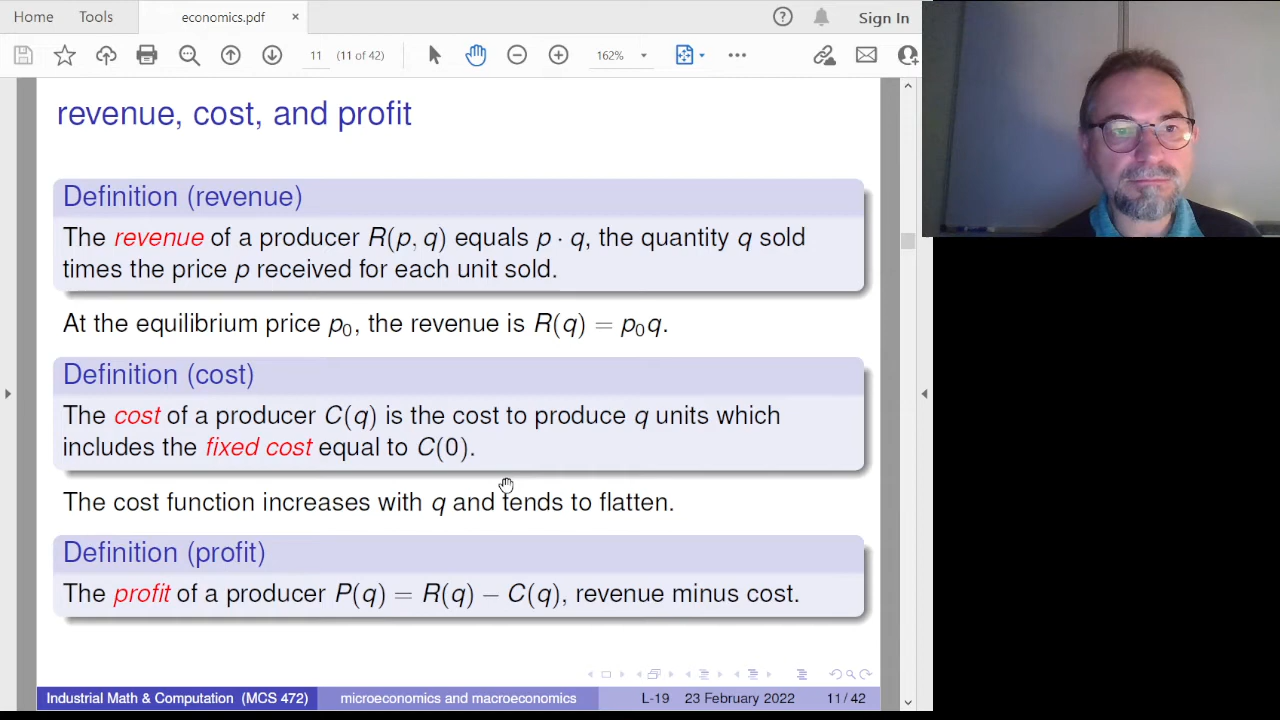 Home Tools economics.pdf × Sign In
11 (11 of 42) 162%
revenue, cost, and profit
Definition (revenue)
The revenue of a producer R(p, q) equals p · q, the quantity q sold
times the price p received for each unit sold.
At the equilibrium price p₀, the revenue is R(q) = p₀q.
Definition (cost)
The cost of a producer C(q) is the cost to produce q units which
includes the fixed cost equal to C(0).
The cost function increases with q and tends to flatten.
Definition (profit)
The profit of a producer P(q) = R(q) − C(q), revenue minus cost.
Industrial Math & Computation (MCS 472) microeconomics and macroeconomics L-19 23 February 2022 11 / 42